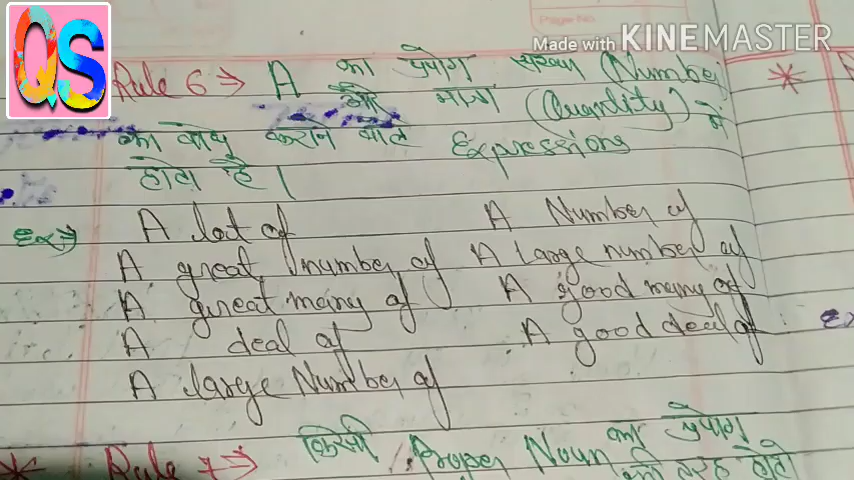 QS
Page No.
Made with KINEMASTER
Rule 6 ⇒ A का प्रयोग संख्या (Number)
और मात्रा (Quantity) में
का बोध कराने वाले Expressions
होता है।
Ex⇒ A lot of A Number of
A great number of A large number of
A great many of A good many of
A deal of A good deal of
A large Number of
Rule 7 ⇒ किसी Proper Noun का प्रयोग
की तरह होतो